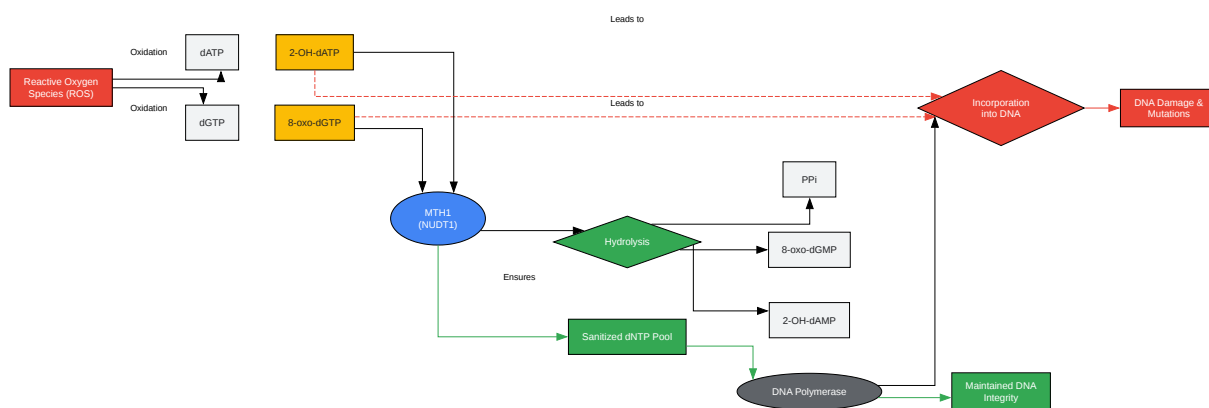 Leads to
Oxidation
dATP
2-OH-dATP
Reactive Oxygen
Species (ROS)
Oxidation
dGTP
8-oxo-dGTP
Leads to
Incorporation
into DNA
DNA Damage &
Mutations
PPi
MTH1
(NUDT1)
Hydrolysis
8-oxo-dGMP
Ensures
2-OH-dAMP
Sanitized dNTP Pool
DNA Polymerase
Maintained DNA
Integrity